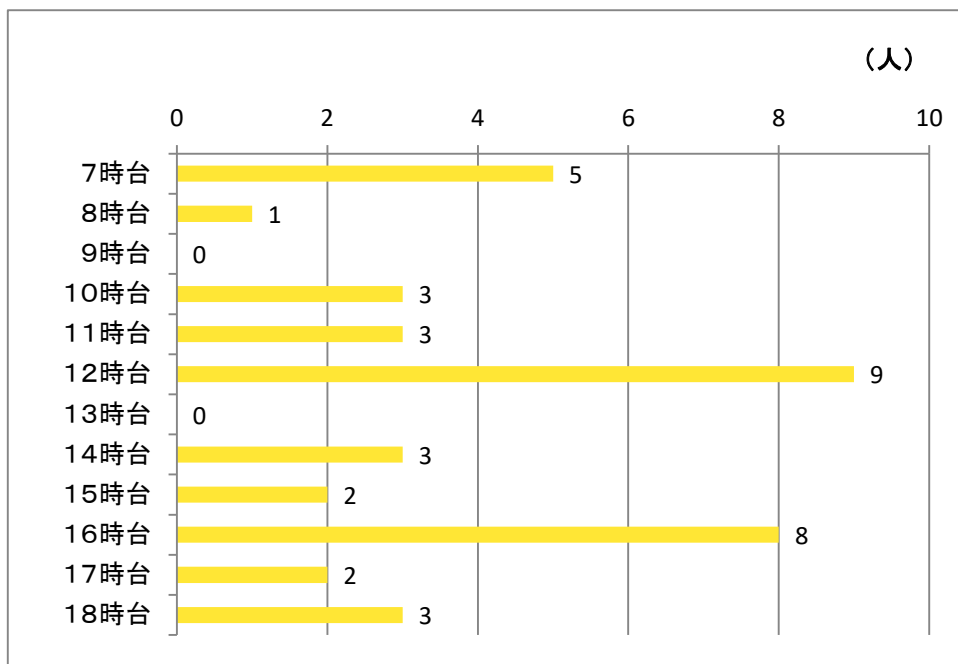 （人）
0 2 4 6 8 10
７時台 5
８時台 1
９時台 0
１０時台 3
１１時台 3
１２時台 9
１３時台 0
１４時台 3
１５時台 2
１６時台 8
１７時台 2
１８時台 3